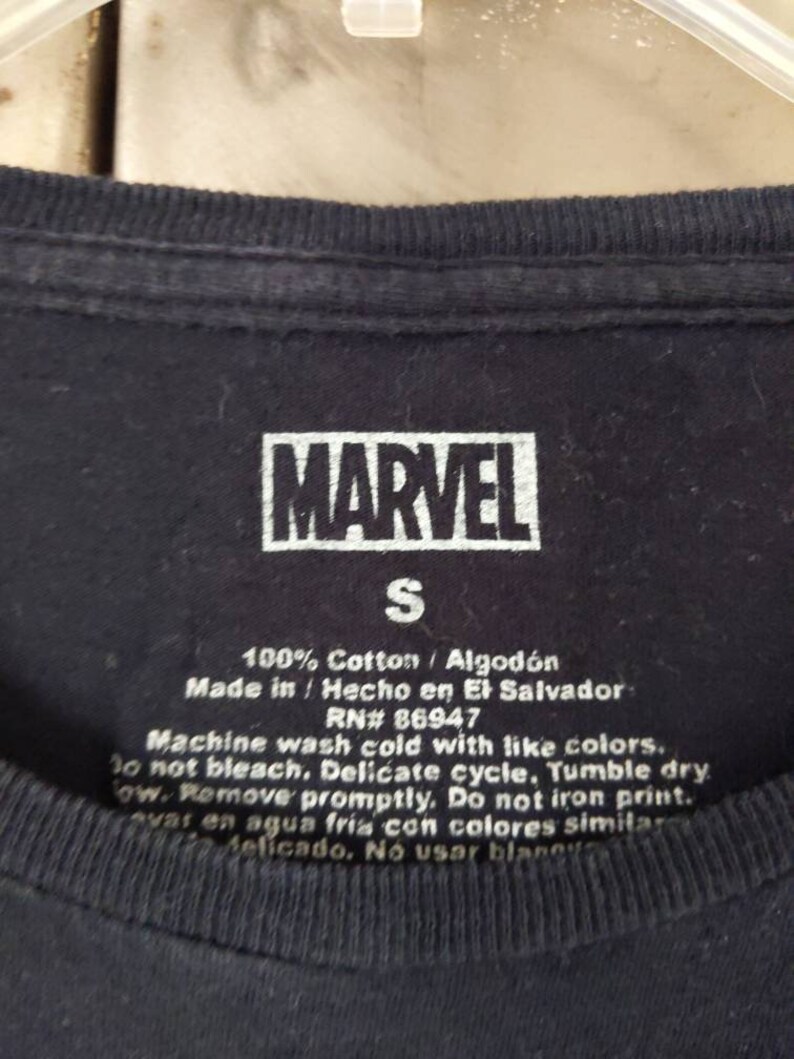 MARVEL
S
100% Cotton / Algodón
Made in / Hecho en El Salvador
RN# 86947
Machine wash cold with like colors.
Do not bleach. Delicate cycle. Tumble dry
low. Remove promptly. Do not iron print.
en agua fría con colores
delicado. No usar